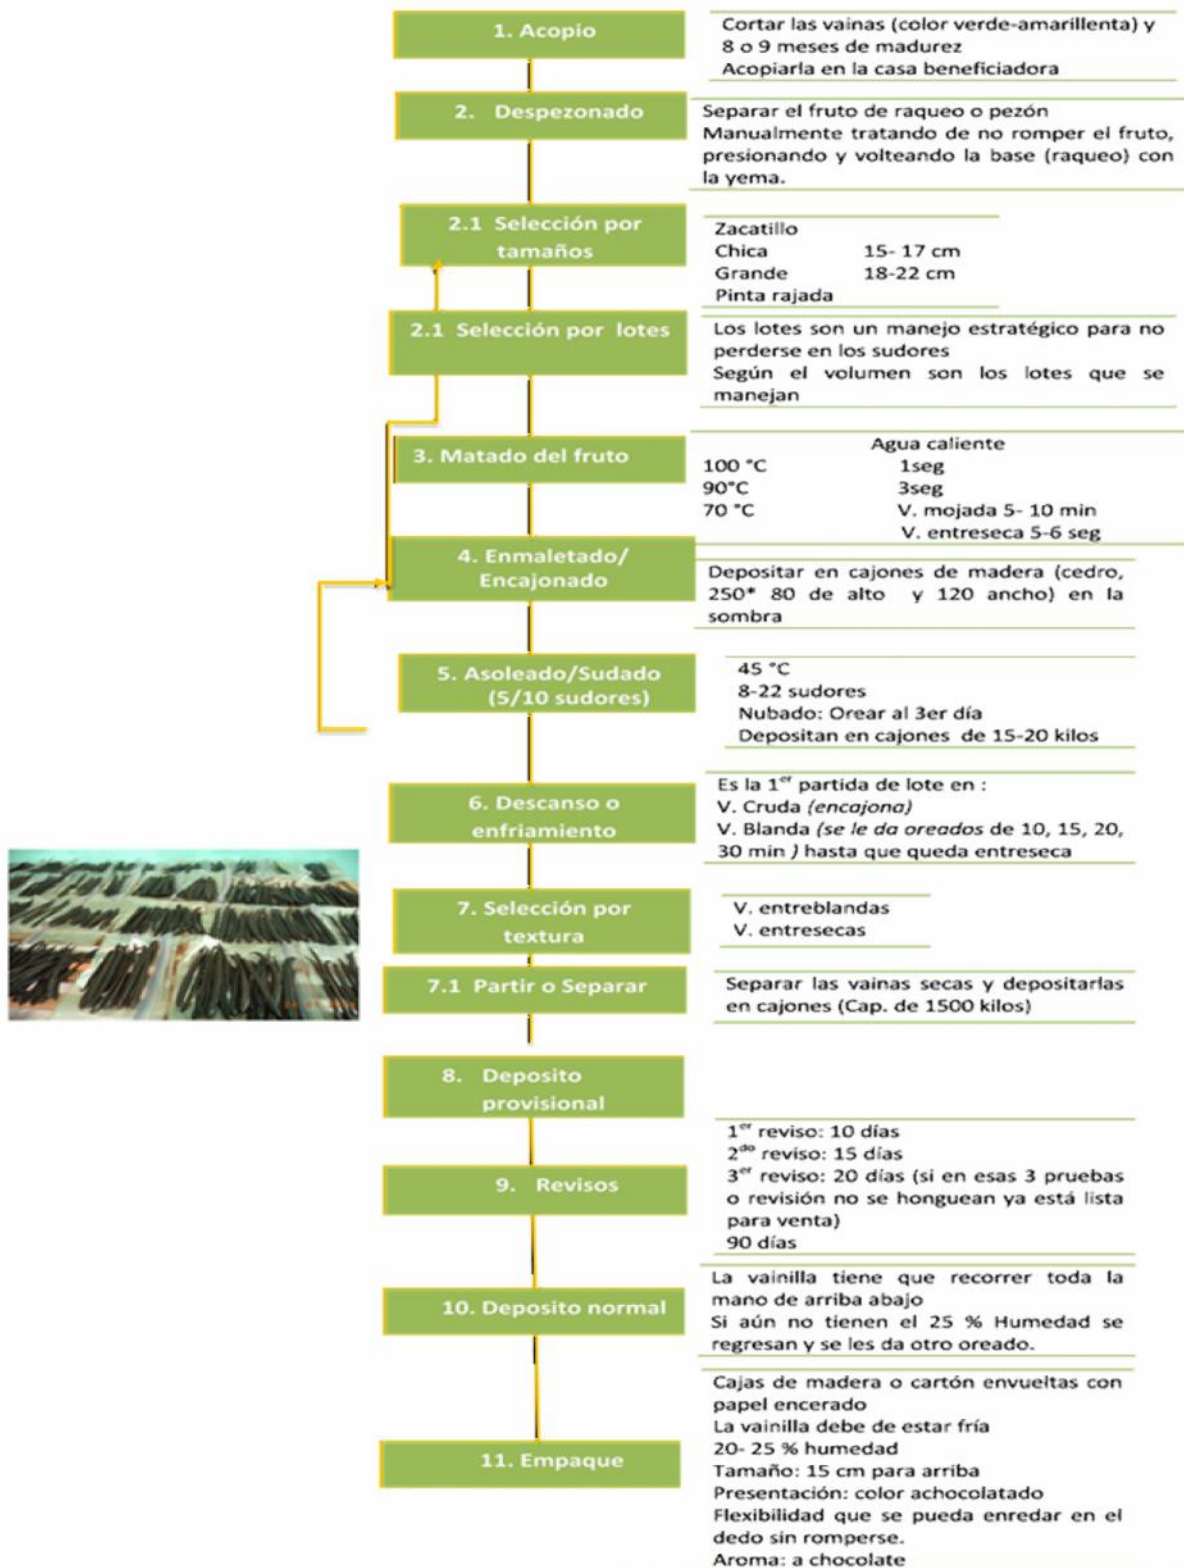 1. Acopio
Cortar las vainas (color verde-amarillenta) y
8 o 9 meses de madurez
Acopiarla en la casa beneficiadora
2. Despezonado
Separar el fruto de raqueo o pezón
Manualmente tratando de no romper el fruto,
presionando y volteando la base (raqueo) con
la yema.
2.1 Selección por
tamaños
Zacatillo
Chica 15- 17 cm
Grande 18-22 cm
Pinta rajada
2.1 Selección por lotes
Los lotes son un manejo estratégico para no
perderse en los sudores
Según el volumen son los lotes que se
manejan
3. Matado del fruto
Agua caliente
100 °C 1seg
90°C 3seg
70 °C V. mojada 5- 10 min
V. entreseca 5-6 seg
4. Enmaletado/
Encajonado
Depositar en cajones de madera (cedro,
250* 80 de alto y 120 ancho) en la
sombra
5. Asoleado/Sudado
(5/10 sudores)
45 °C
8-22 sudores
Nubado: Orear al 3er día
Depositan en cajones de 15-20 kilos
6. Descanso o
enfriamiento
Es la 1er partida de lote en :
V. Cruda (encajona)
V. Blanda (se le da oreados de 10, 15, 20,
30 min ) hasta que queda entreseca
7. Selección por
textura
V. entreblandas
V. entresecas
7.1 Partir o Separar
Separar las vainas secas y depositarlas
en cajones (Cap. de 1500 kilos)
8. Deposito
provisional
9. Revisos
1er reviso: 10 días
2do reviso: 15 días
3er reviso: 20 días (si en esas 3 pruebas
o revisión no se honguean ya está lista
para venta)
90 días
10. Deposito normal
La vainilla tiene que recorrer toda la
mano de arriba abajo
Si aún no tienen el 25 % Humedad se
regresan y se les da otro oreado.
11. Empaque
Cajas de madera o cartón envueltas con
papel encerado
La vainilla debe de estar fría
20- 25 % humedad
Tamaño: 15 cm para arriba
Presentación: color achocolatado
Flexibilidad que se pueda enredar en el
dedo sin romperse.
Aroma: a chocolate